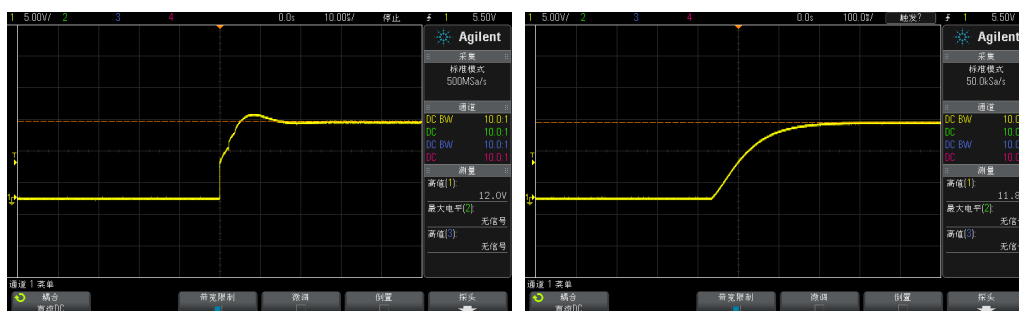 1 5.00V/ 2 3 4 0.0s 10.00 停止 1 5.50V
Agilent
采集
标准模式
500MSa/s
通道
DC BW 10.0:1
DC 10.0:1
DC BW 10.0:1
DC 10.0:1
测量
高值(1):
12.0V
最大电平(2):
无信号
高值(3):
无信号
通道 1 菜单
耦合 带宽限制 微调 倒置 探头
直流DC
1 5.00V/ 2 3 4 0.0s 100.0 触发? 1 5.50V
Agilent
采集
标准模式
50.0kSa/s
通道
DC BW 10.0
DC 10.0
DC BW 10.0
DC 10.0
测量
高值(1):
11.8
最大电平(2):
无信
高值(3):
无信
通道 1 菜单
耦合 带宽限制 微调 倒置 探头
直流DC